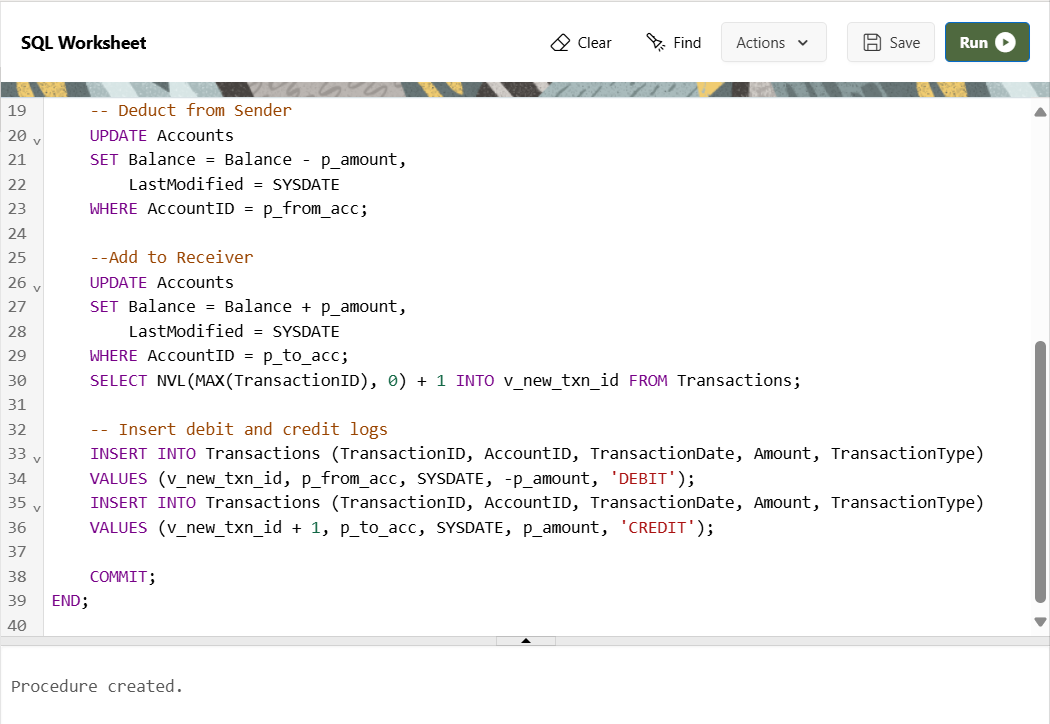 SQL Worksheet
Clear
Find
Actions
Save
Run
19     -- Deduct from Sender
20     UPDATE Accounts
21     SET Balance = Balance - p_amount,
22         LastModified = SYSDATE
23     WHERE AccountID = p_from_acc;
24
25     --Add to Receiver
26     UPDATE Accounts
27     SET Balance = Balance + p_amount,
28         LastModified = SYSDATE
29     WHERE AccountID = p_to_acc;
30     SELECT NVL(MAX(TransactionID), 0) + 1 INTO v_new_txn_id FROM Transactions;
31
32     -- Insert debit and credit logs
33     INSERT INTO Transactions (TransactionID, AccountID, TransactionDate, Amount, TransactionType)
34     VALUES (v_new_txn_id, p_from_acc, SYSDATE, -p_amount, 'DEBIT');
35     INSERT INTO Transactions (TransactionID, AccountID, TransactionDate, Amount, TransactionType)
36     VALUES (v_new_txn_id + 1, p_to_acc, SYSDATE, p_amount, 'CREDIT');
37
38     COMMIT;
39 END;
40
Procedure created.